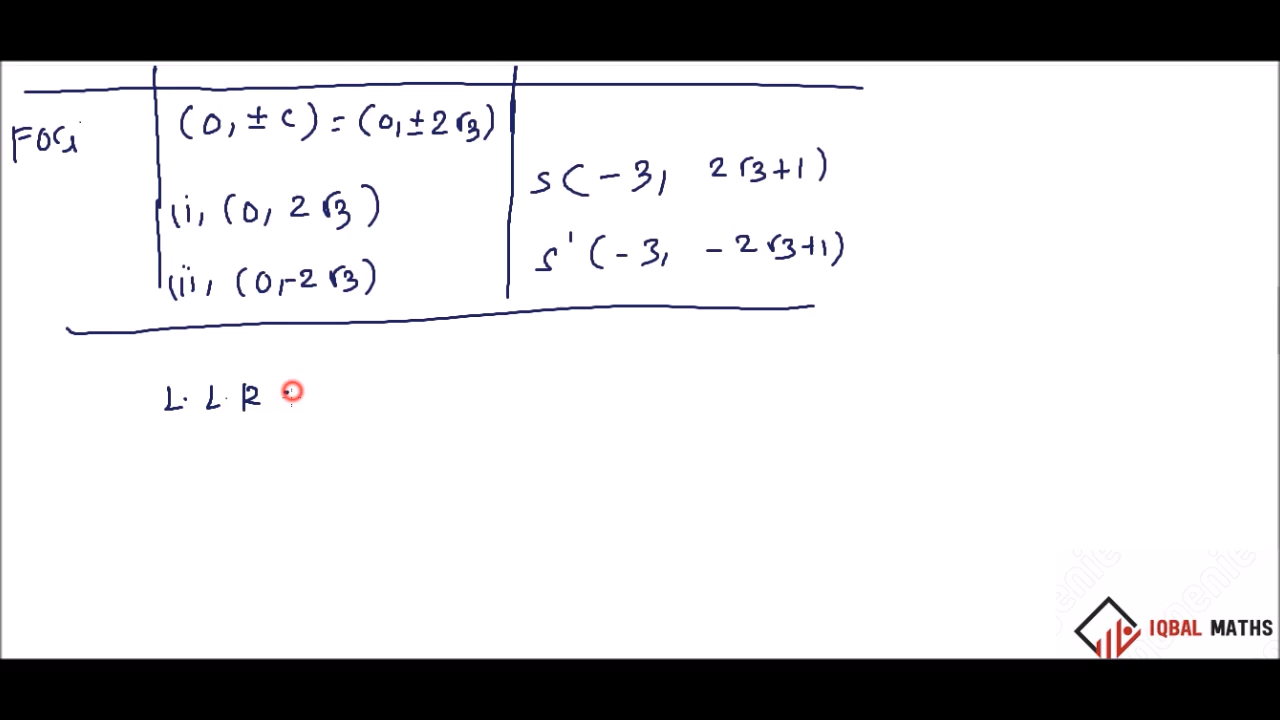 Foci (0, ± c) = (0, ± 2√3)
S(-3, 2√3+1)
(i, (0, 2√3)
S'(-3, -2√3+1)
(ii, (0, -2√3)
L. L. R
IQBAL MATHS